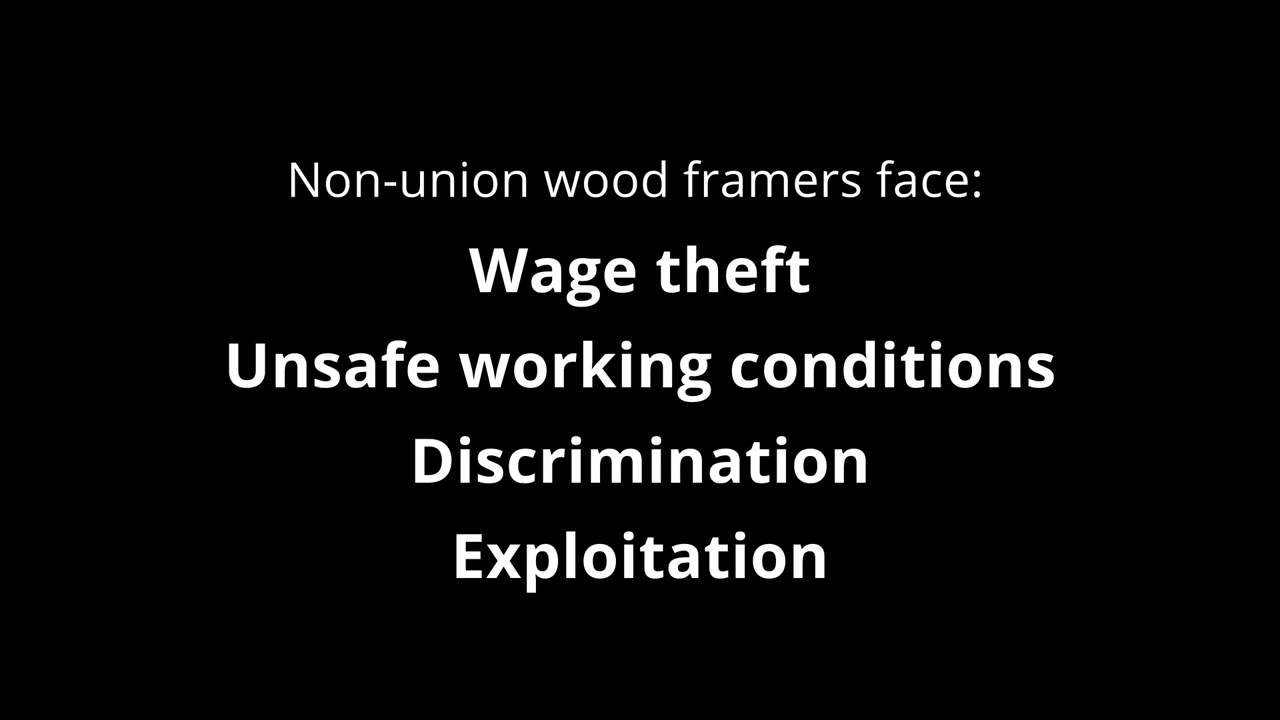 Non-union wood framers face:
Wage theft
Unsafe working conditions
Discrimination
Exploitation